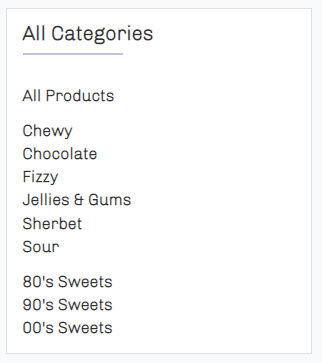 All Categories
All Products
Chewy
Chocolate
Fizzy
Jellies & Gums
Sherbet
Sour
80's Sweets
90's Sweets
00's Sweets